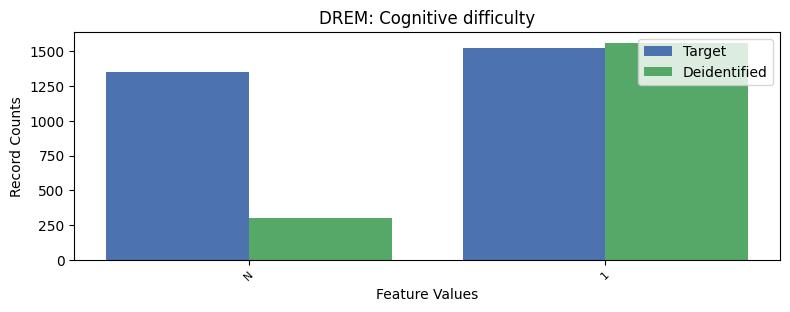 DREM: Cognitive difficulty
Record Counts
1500
1250
1000
750
500
250
0
Target
Deidentified
N
1
Feature Values